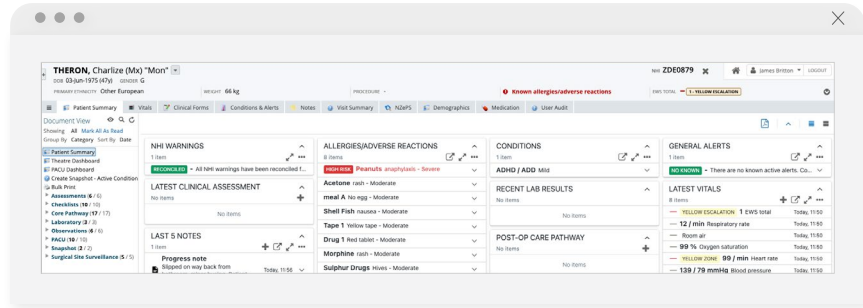 THERON, Charlize (Mx) "Mon"
DOB 03-Jun-1975 (47y) GENDER G
NHI ZDE0879
James Britton
LOGOUT
PRIMARY ETHNICITY Other European
WEIGHT 66 kg
PROCEDURE -
Known allergies/adverse reactions
EWS TOTAL 1 - YELLOW ESCALATION
Patient Summary
Vitals
Clinical Forms
Conditions & Alerts
Notes
Visit Summary
NZePS
Demographics
Medication
User Audit
Document View
Showing All Mark All As Read
Group By Category Sort By Date
Patient Summary
Theatre Dashboard
PACU Dashboard
Create Snapshot - Active Condition
Bulk Print
Assessments (6 / 6)
Checklists (10 / 10)
Core Pathway (17 / 17)
Laboratory (3 / 3)
Observations (6 / 6)
PACU (10 / 10)
Snapshot (2 / 2)
Surgical Site Surveillance (5 / 5)
NHI WARNINGS
1 item
RECONCILED - All NHI warnings have been reconciled f...
LATEST CLINICAL ASSESSMENT
No items
No items
LAST 5 NOTES
1 item
Progress note
Slipped on way back from
Today, 11:56
ALLERGIES/ADVERSE REACTIONS
8 items
HIGH RISK Peanuts anaphylaxis - Severe
Acetone rash - Moderate
meal A No egg - Moderate
Shell Fish nausea - Moderate
Tape 1 Yellow tape - Moderate
Drug 1 Red tablet - Moderate
Morphine rash - Moderate
Sulphur Drugs Hives - Moderate
CONDITIONS
1 item
ADHD / ADD Mild
RECENT LAB RESULTS
No items
No items
POST-OP CARE PATHWAY
No items
No items
GENERAL ALERTS
1 item
NO KNOWN - There are no known active alerts. Co...
LATEST VITALS
8 items
YELLOW ESCALATION 1 EWS total Today, 11:50
12 / min Respiratory rate Today, 11:50
Room air Today, 11:50
99 % Oxygen saturation Today, 11:50
YELLOW ZONE 99 / min Heart rate Today, 11:50
139 / 79 mmHg Blood pressure Today, 11:50